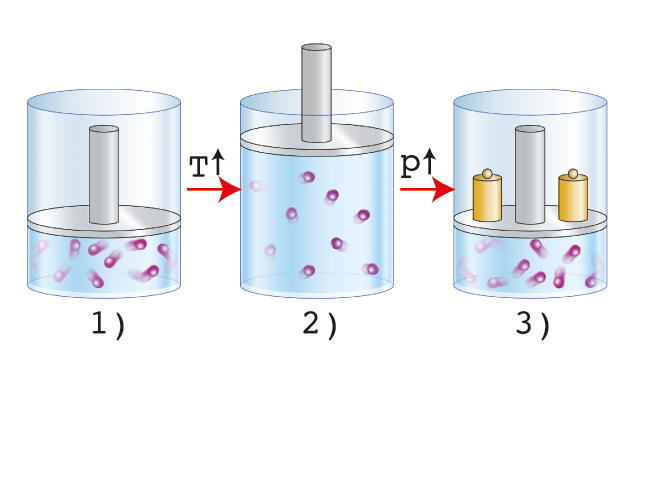 T↑
p↑
1)
2)
3)